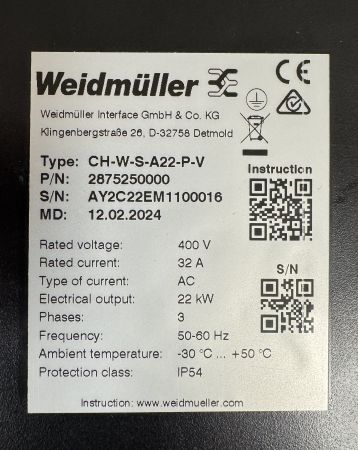 Weidmüller
CE
Weidmüller Interface GmbH & Co. KG
Klingenbergstraße 26, D-32758 Detmold
Type: CH-W-S-A22-P-V
P/N: 2875250000
S/N: AY2C22EM1100016
MD: 12.02.2024
Instruction
S/N
Rated voltage: 400 V
Rated current: 32 A
Type of current: AC
Electrical output: 22 kW
Phases: 3
Frequency: 50-60 Hz
Ambient temperature: -30 °C ... +50 °C
Protection class: IP54
Instruction: www.weidmueller.com